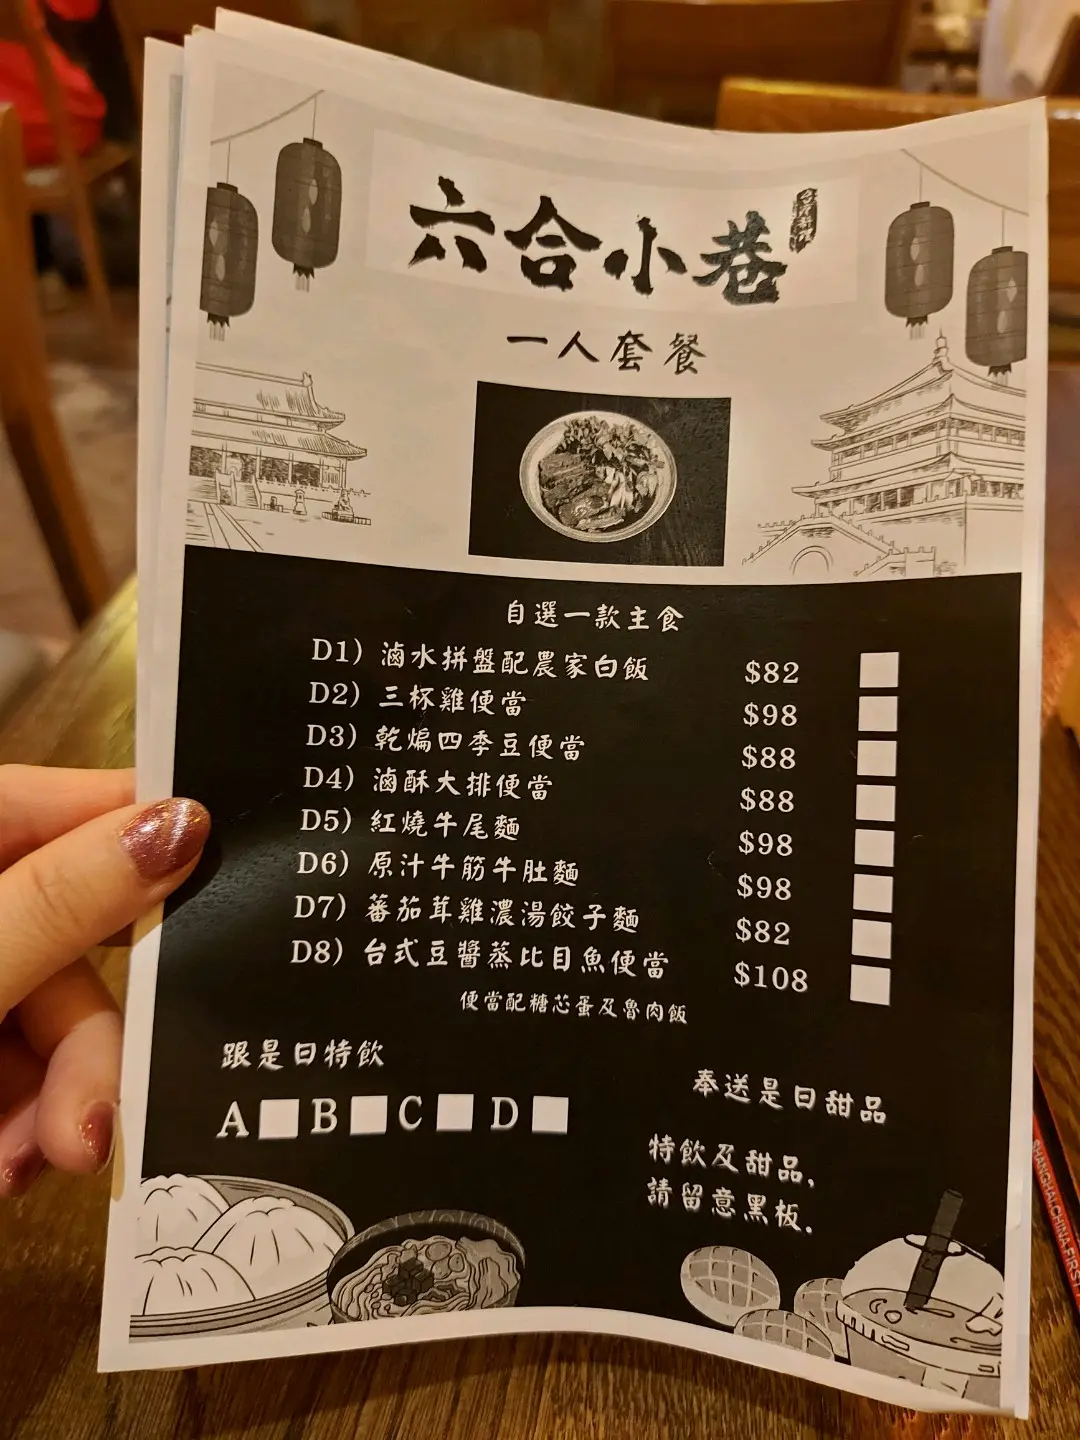 六合小巷
一人套餐
自選一款主食
D1) 滷水拼盤配農家白飯 $82
D2) 三杯雞便當 $98
D3) 乾煸四季豆便當 $88
D4) 滷酥大排便當 $88
D5) 紅燒牛尾麵 $98
D6) 原汁牛筋牛肚麵 $98
D7) 蕃茄茸雞濃湯餃子麵 $82
D8) 台式豆醬蒸比目魚便當 $108
便當配糖芯蛋及魯肉飯
跟是日特飲
A B C D
奉送是日甜品
特飲及甜品,
請留意黑板.
SHANGHAI,CHINA.FIRST